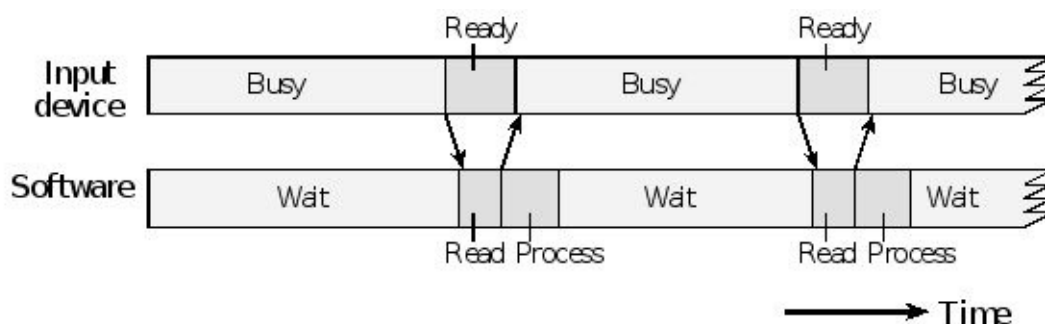 Ready Ready
Input device Busy Busy Busy
Software Wait Wait Wait
Read Process Read Process
Time